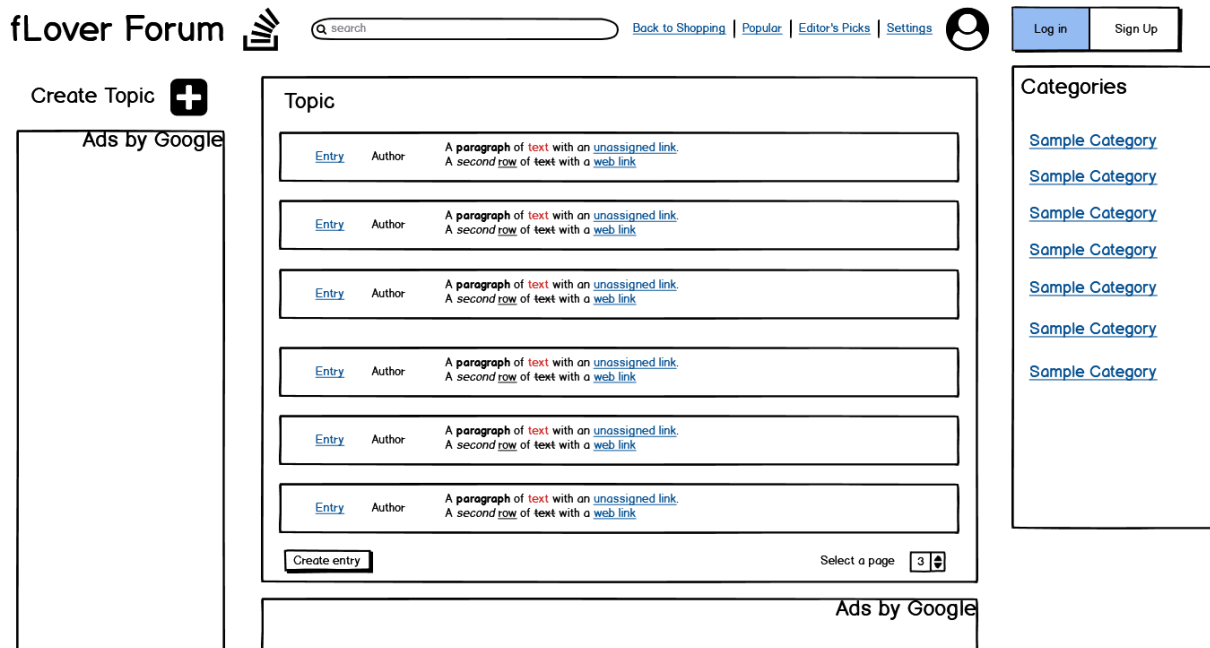 fLover Forum
search
Back to Shopping Popular Editor's Picks Settings
Log in Sign Up
Create Topic
Ads by Google
Topic
Entry Author
A paragraph of text with an unassigned link.
A second row of text with a web link
Entry Author
A paragraph of text with an unassigned link.
A second row of text with a web link
Entry Author
A paragraph of text with an unassigned link.
A second row of text with a web link
Entry Author
A paragraph of text with an unassigned link.
A second row of text with a web link
Entry Author
A paragraph of text with an unassigned link.
A second row of text with a web link
Entry Author
A paragraph of text with an unassigned link.
A second row of text with a web link
Create entry
Select a page 3
Ads by Google
Categories
Sample Category
Sample Category
Sample Category
Sample Category
Sample Category
Sample Category
Sample Category